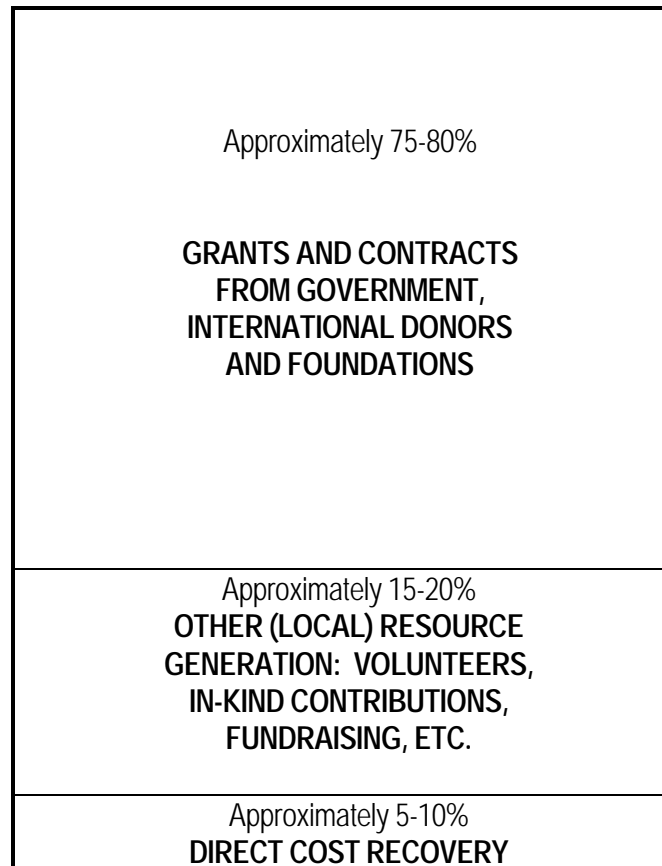 Approximately 75-80%
GRANTS AND CONTRACTS
FROM GOVERNMENT,
INTERNATIONAL DONORS
AND FOUNDATIONS
Approximately 15-20%
OTHER (LOCAL) RESOURCE
GENERATION: VOLUNTEERS,
IN-KIND CONTRIBUTIONS,
FUNDRAISING, ETC.
Approximately 5-10%
DIRECT COST RECOVERY